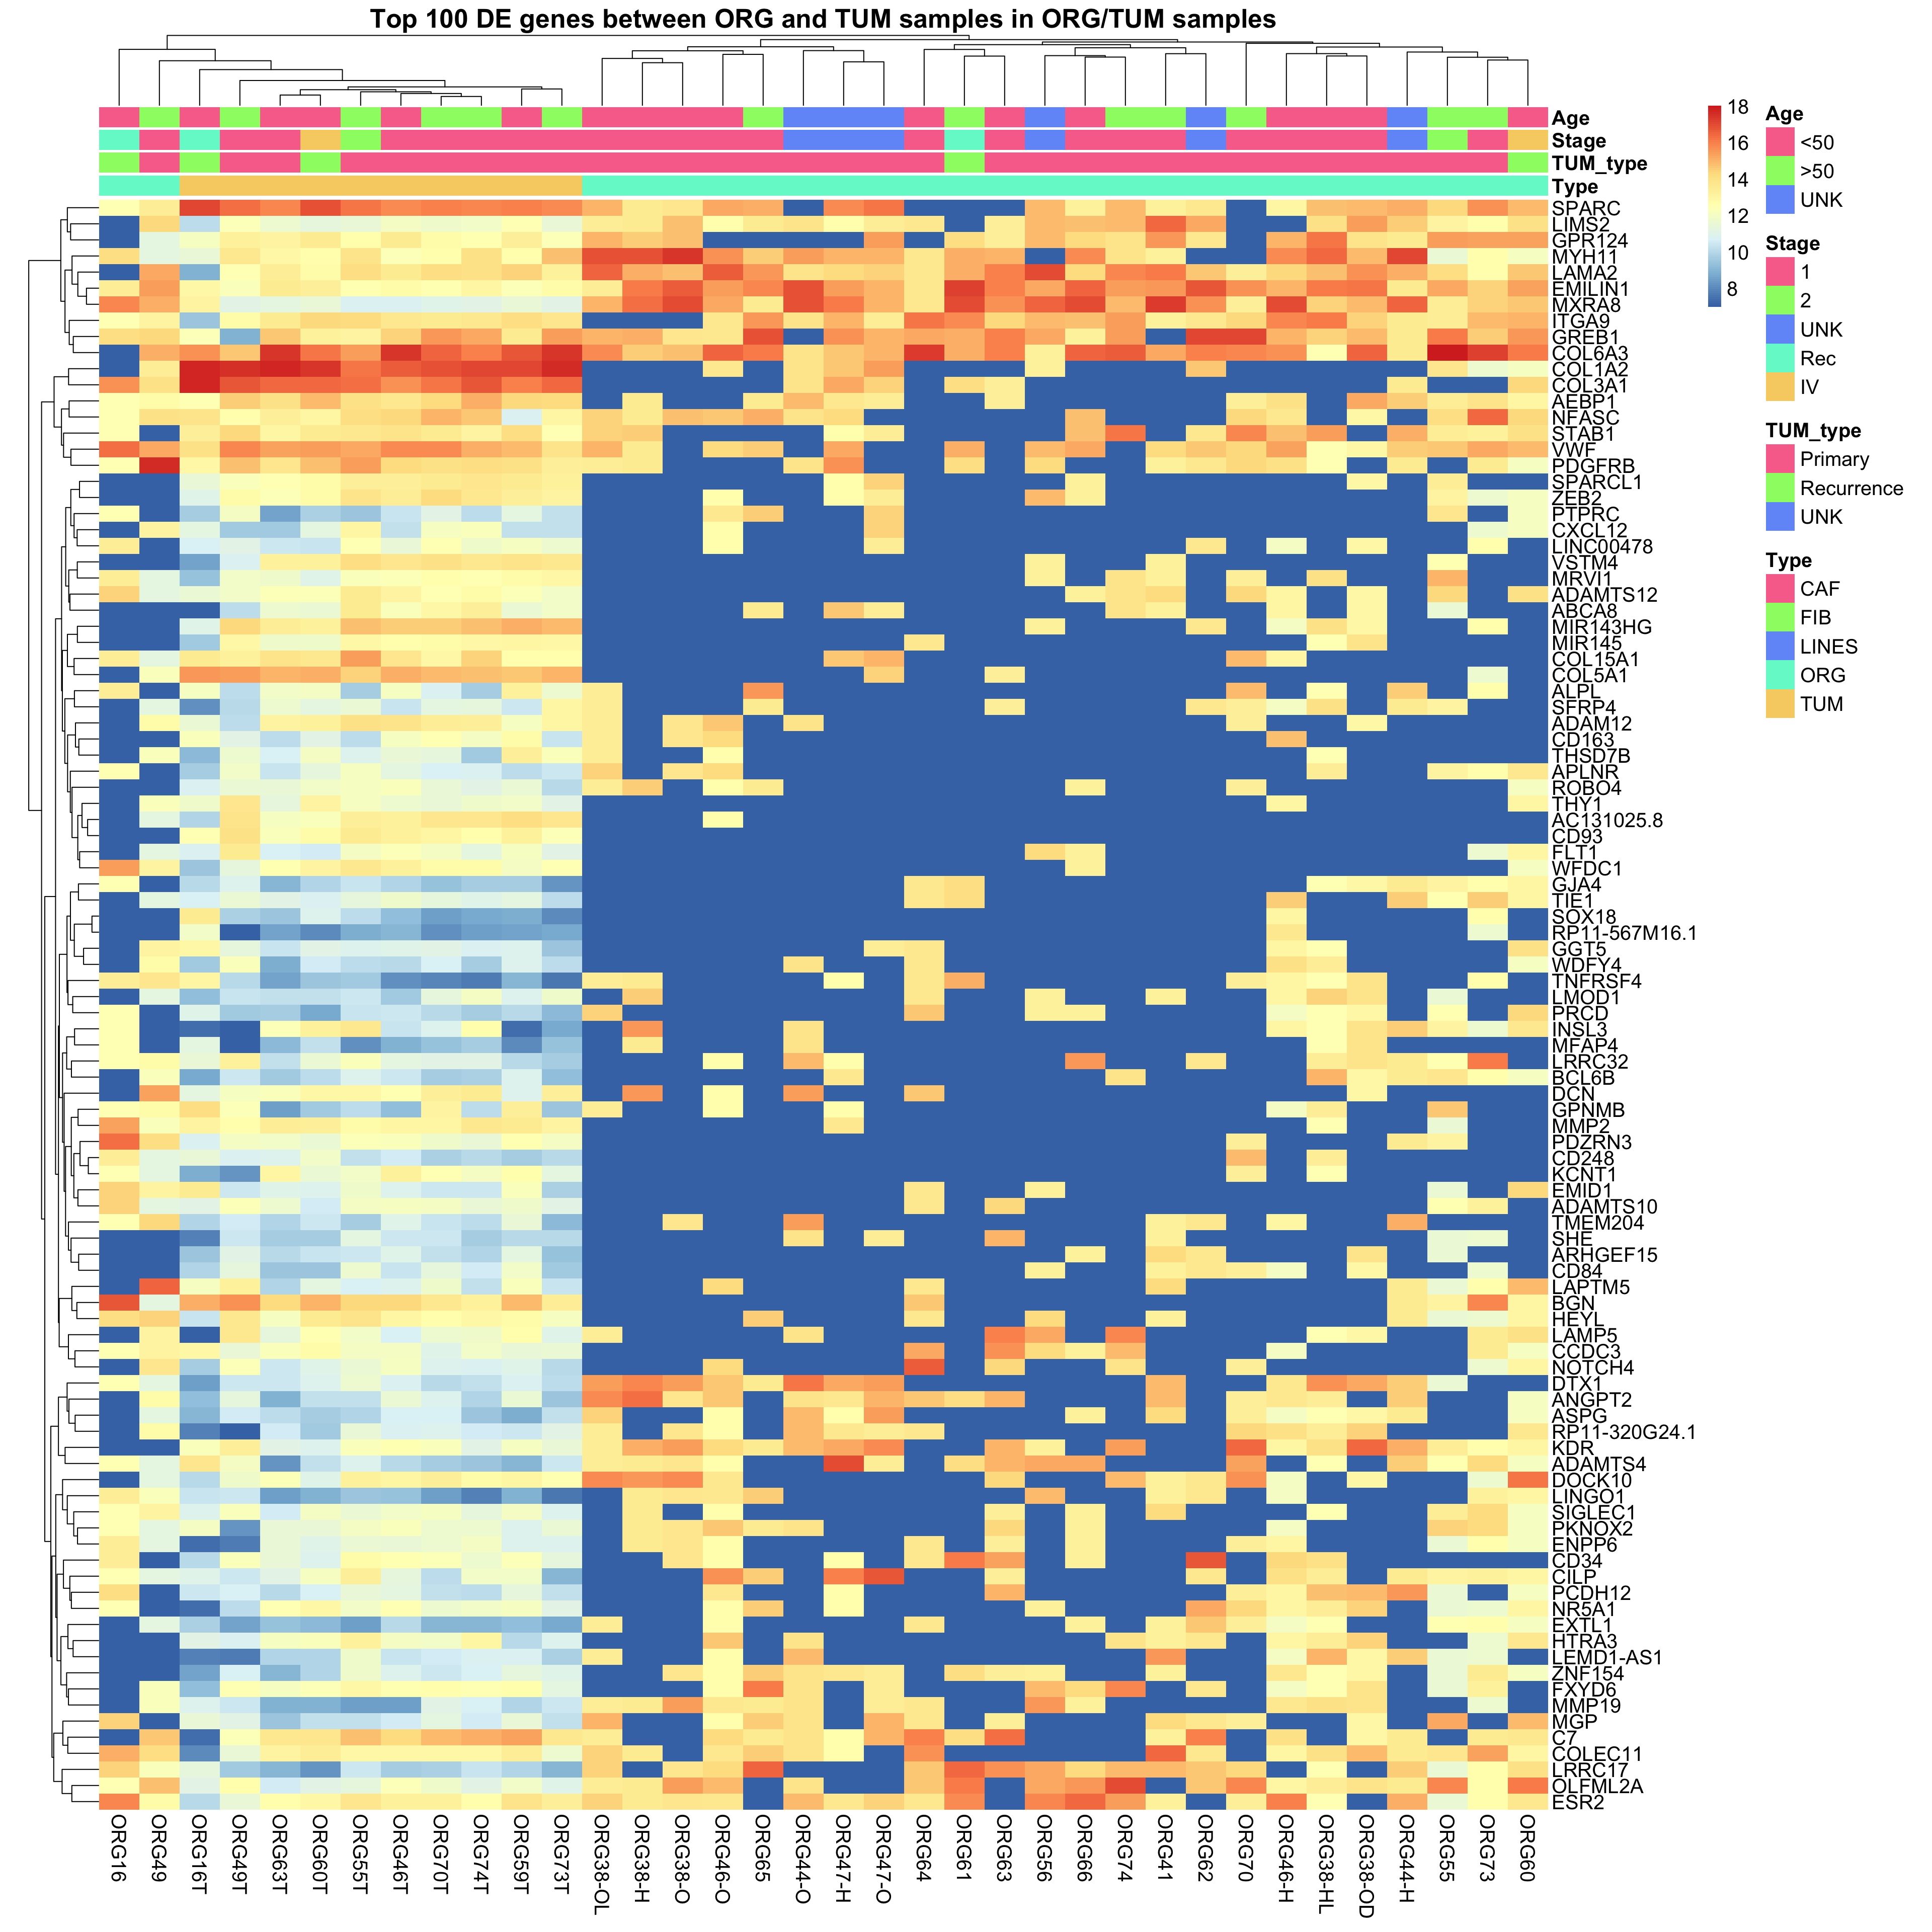 Top 100 DE genes between ORG and TUM samples in ORG/TUM samples
Age
Stage
TUM_type
Type
SPARC
LIMS2
GPR124
MYH11
LAMA2
EMILIN1
MXRA8
ITGA9
GREB1
COL6A3
COL1A2
COL3A1
AEBP1
NFASC
STAB1
VWF
PDGFRB
SPARCL1
ZEB2
PTPRC
CXCL12
LINC00478
VSTM4
MRVI1
ADAMTS12
ABCA8
MIR143HG
MIR145
COL15A1
COL5A1
ALPL
SFRP4
ADAM12
CD163
THSD7B
APLNR
ROBO4
THY1
AC131025.8
CD93
FLT1
WFDC1
GJA4
TIE1
SOX18
RP11-567M16.1
GGT5
WDFY4
TNFRSF4
LMOD1
PRCD
INSL3
MFAP4
LRRC32
BCL6B
DCN
GPNMB
MMP2
PDZRN3
CD248
KCNT1
EMID1
ADAMTS10
TMEM204
SHE
ARHGEF15
CD84
LAPTM5
BGN
HEYL
LAMP5
CCDC3
NOTCH4
DTX1
ANGPT2
ASPG
RP11-320G24.1
KDR
ADAMTS4
DOCK10
LINGO1
SIGLEC1
PKNOX2
ENPP6
CD34
CILP
PCDH12
NR5A1
EXTL1
HTRA3
LEMD1-AS1
ZNF154
FXYD6
MMP19
MGP
C7
COLEC11
LRRC17
OLFML2A
ESR2
ORG16
ORG49
ORG16T
ORG49T
ORG63T
ORG60T
ORG55T
ORG46T
ORG70T
ORG74T
ORG59T
ORG73T
ORG38-OL
ORG38-H
ORG38-O
ORG46-O
ORG65
ORG44-O
ORG47-H
ORG47-O
ORG64
ORG61
ORG63
ORG56
ORG66
ORG74
ORG41
ORG62
ORG70
ORG46-H
ORG38-HL
ORG38-OD
ORG44-H
ORG55
ORG73
ORG60
18
16
14
12
10
8
Age
<50
>50
UNK
Stage
1
2
UNK
Rec
IV
TUM_type
Primary
Recurrence
UNK
Type
CAF
FIB
LINES
ORG
TUM